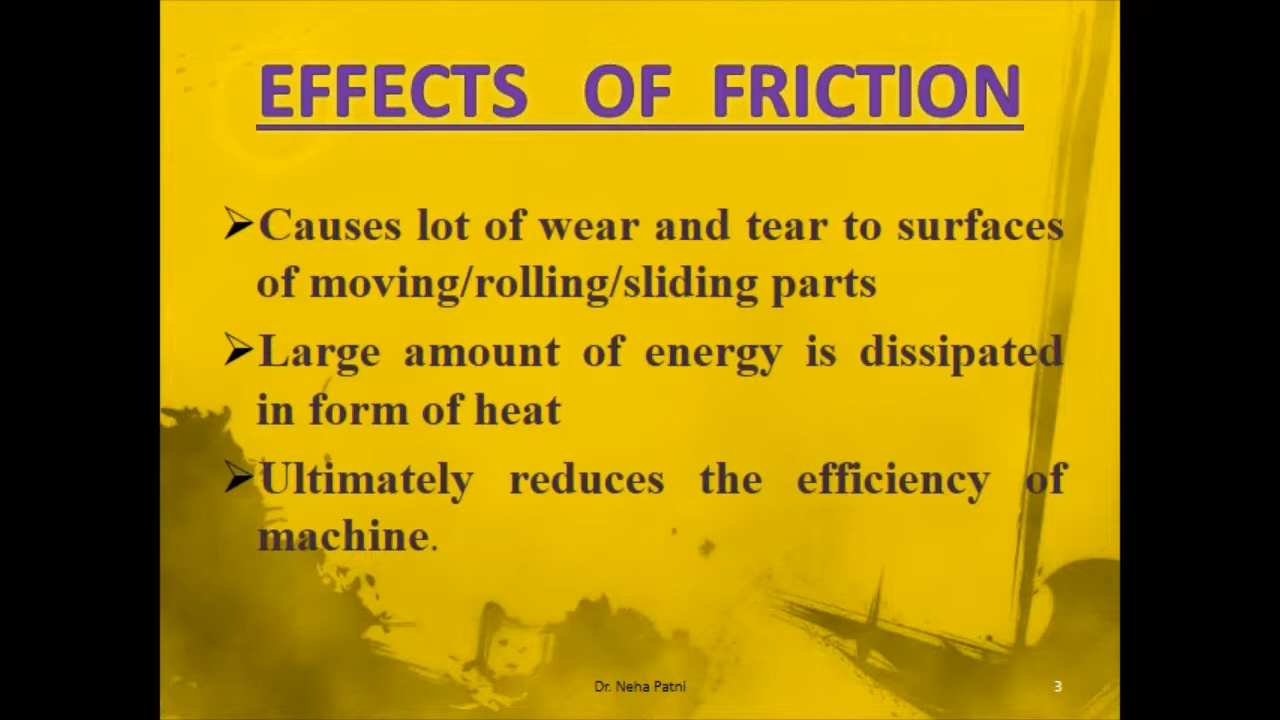 EFFECTS OF FRICTION
➢Causes lot of wear and tear to surfaces
of moving/rolling/sliding parts
➢Large amount of energy is dissipated
in form of heat
➢Ultimately reduces the efficiency of
machine.
Dr. Neha Patni
3